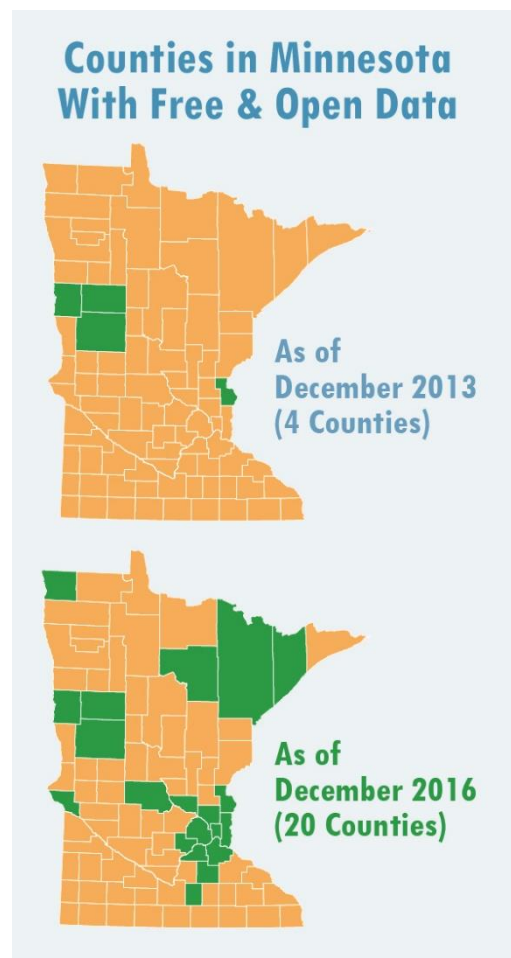 Counties in Minnesota
With Free & Open Data
As of
December 2013
(4 Counties)
As of
December 2016
(20 Counties)